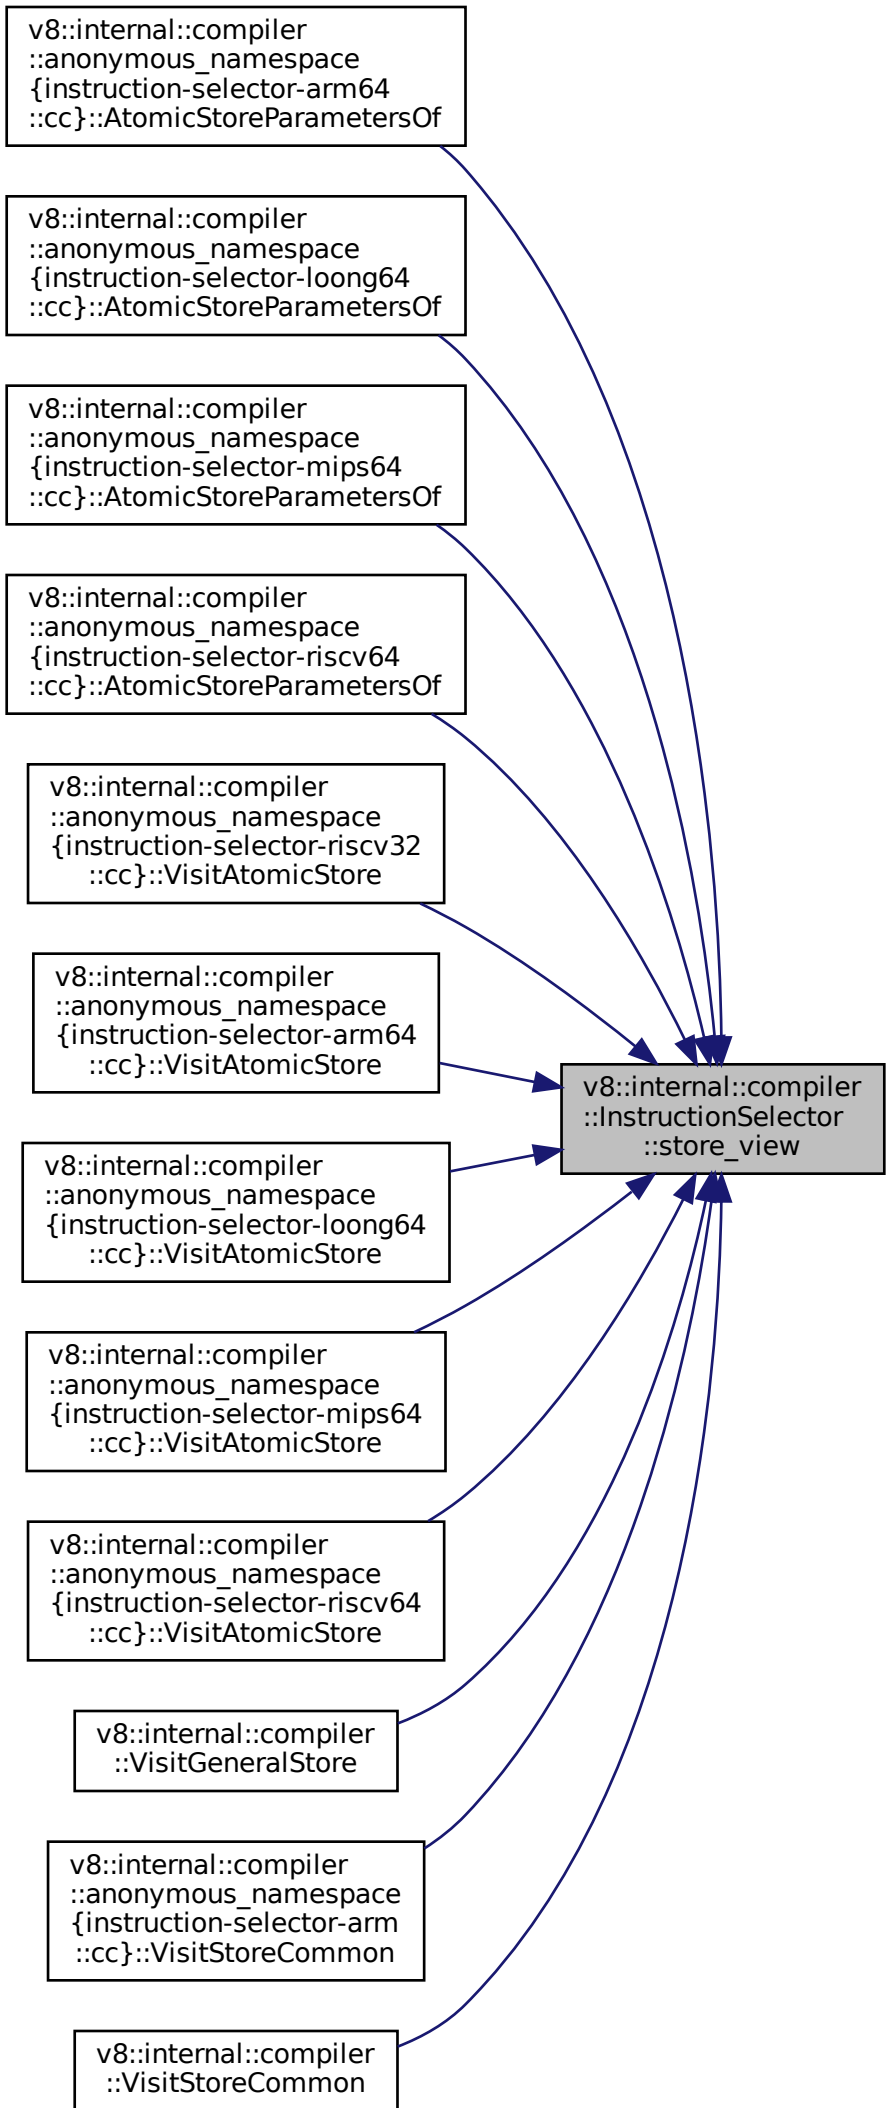 v8::internal::compiler
::anonymous_namespace
{instruction-selector-arm64
::cc}::AtomicStoreParametersOf
v8::internal::compiler
::anonymous_namespace
{instruction-selector-loong64
::cc}::AtomicStoreParametersOf
v8::internal::compiler
::anonymous_namespace
{instruction-selector-mips64
::cc}::AtomicStoreParametersOf
v8::internal::compiler
::anonymous_namespace
{instruction-selector-riscv64
::cc}::AtomicStoreParametersOf
v8::internal::compiler
::anonymous_namespace
{instruction-selector-riscv32
::cc}::VisitAtomicStore
v8::internal::compiler
::anonymous_namespace
{instruction-selector-arm64
::cc}::VisitAtomicStore
v8::internal::compiler
::InstructionSelector
::store_view
v8::internal::compiler
::anonymous_namespace
{instruction-selector-loong64
::cc}::VisitAtomicStore
v8::internal::compiler
::anonymous_namespace
{instruction-selector-mips64
::cc}::VisitAtomicStore
v8::internal::compiler
::anonymous_namespace
{instruction-selector-riscv64
::cc}::VisitAtomicStore
v8::internal::compiler
::VisitGeneralStore
v8::internal::compiler
::anonymous_namespace
{instruction-selector-arm
::cc}::VisitStoreCommon
v8::internal::compiler
::VisitStoreCommon